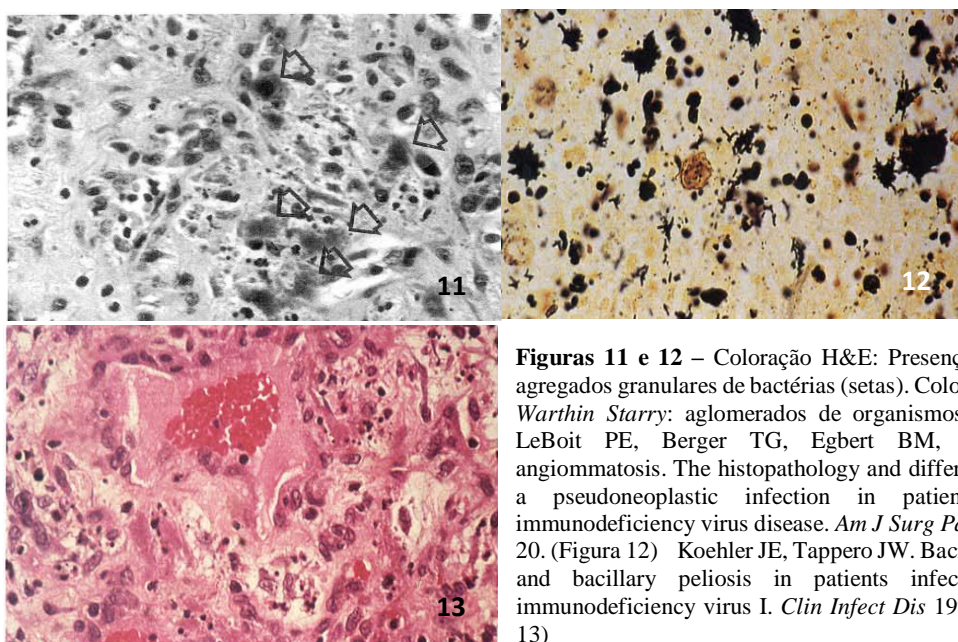 11
12
13
Figuras 11 e 12 – Coloração H&E: Presenç
agregados granulares de bactérias (setas). Colo
Warthin Starry: aglomerados de organismos
LeBoit PE, Berger TG, Egbert BM,
angiommatosis. The histopathology and differ
a pseudoneoplastic infection in patien
immunodeficiency virus disease. Am J Surg Pa
20. (Figura 12) Koehler JE, Tappero JW. Bac
and bacillary peliosis in patients infec
immunodeficiency virus I. Clin Infect Dis 19
13)